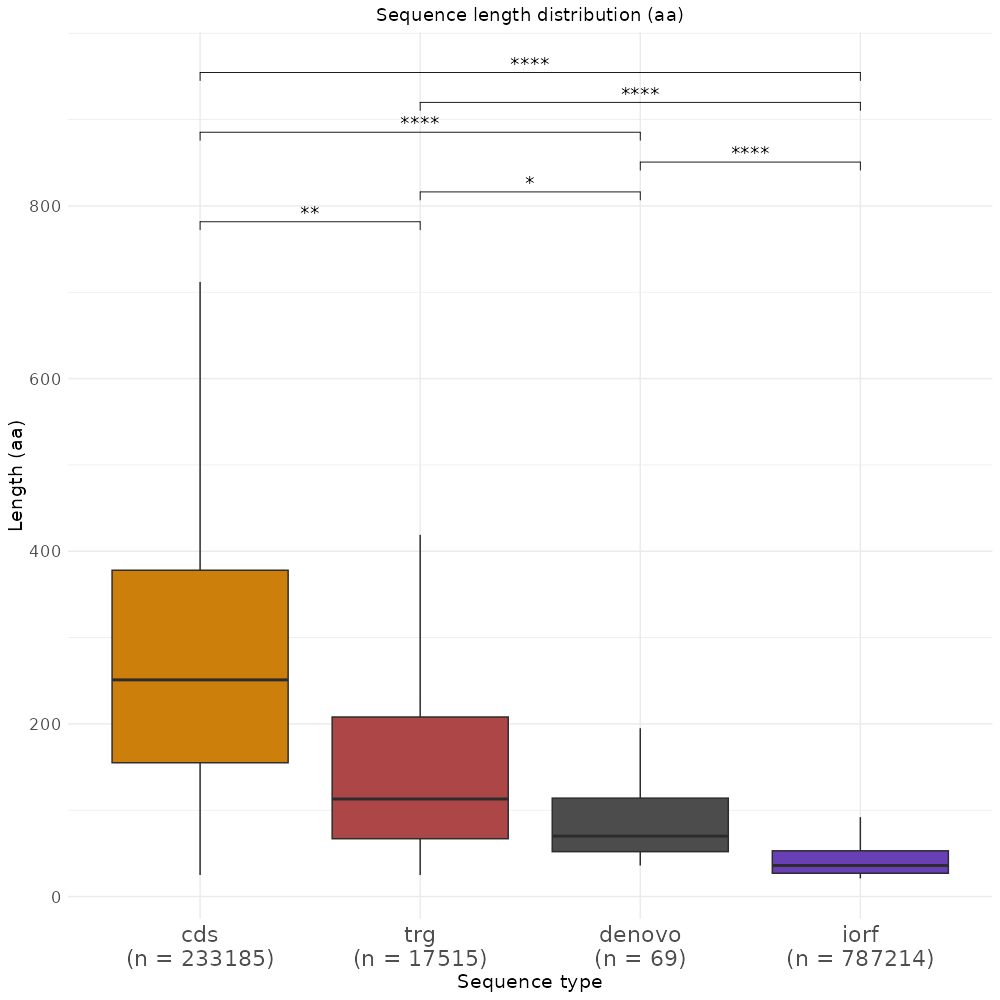 Sequence length distribution (aa)
****
****
****
****
*
**
800
600
400
200
0
Length (aa)
cds
(n = 233185)
trg
(n = 17515)
denovo
(n = 69)
iorf
(n = 787214)
Sequence type